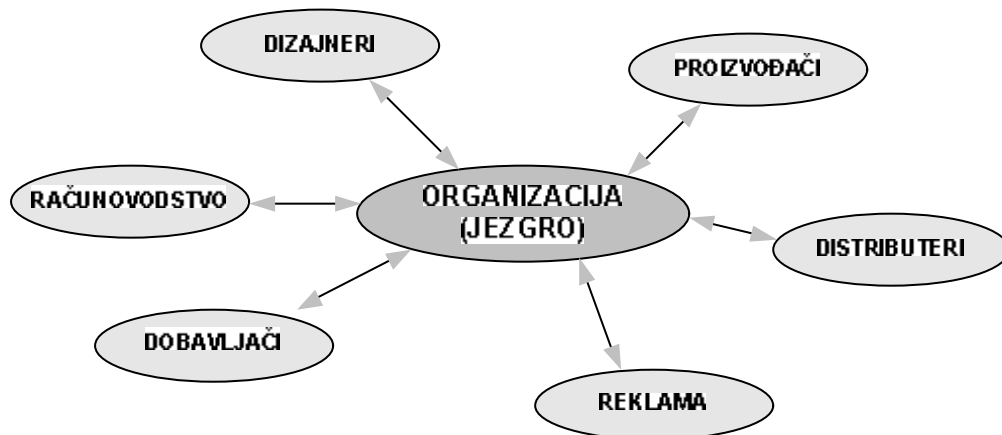 DIZAJNERI
PROIZVOĐAČI
RAČUNOVODSTVO
ORGANIZACIJA
(JEZGRO)
DISTRIBUTERI
DOBAVLJAČI
REKLAMA